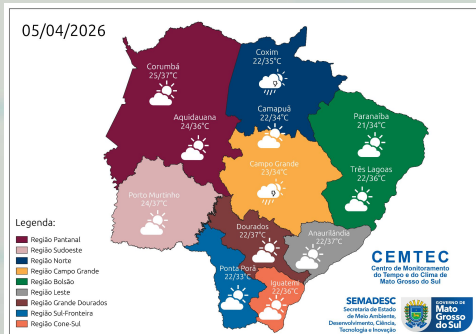 05/04/2026
Corumbá
25/37°C
Coxim
22/35°C
Aquidauana
24/36°C
Camapuã
22/34°C
Paranaíba
21/34°C
Campo Grande
23/34°C
Três Lagoas
22/36°C
Porto Murtinho
24/37°C
Dourados
22/37°C
Anaurilândia
22/37°C
Ponta Porã
22/33°C
Iguatemi
22/36°C
Legenda:
Região Pantanal
Região Sudoeste
Região Norte
Região Campo Grande
Região Bolsão
Região Leste
Região Grande Dourados
Região Sul-Fronteira
Região Cone-Sul
CEMTEC
Centro de Monitoramento
do Tempo e do Clima de
Mato Grosso do Sul
SEMADESC
Secretaria de Estado
de Meio Ambiente,
Desenvolvimento, Ciência,
Tecnologia e Inovação
GOVERNO DE
Mato
Grosso
do Sul